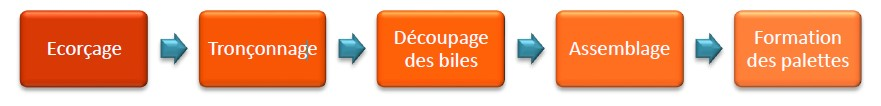 Ecorçage
Tronçonnage
Découpage
des biles
Assemblage
Formation
des palettes